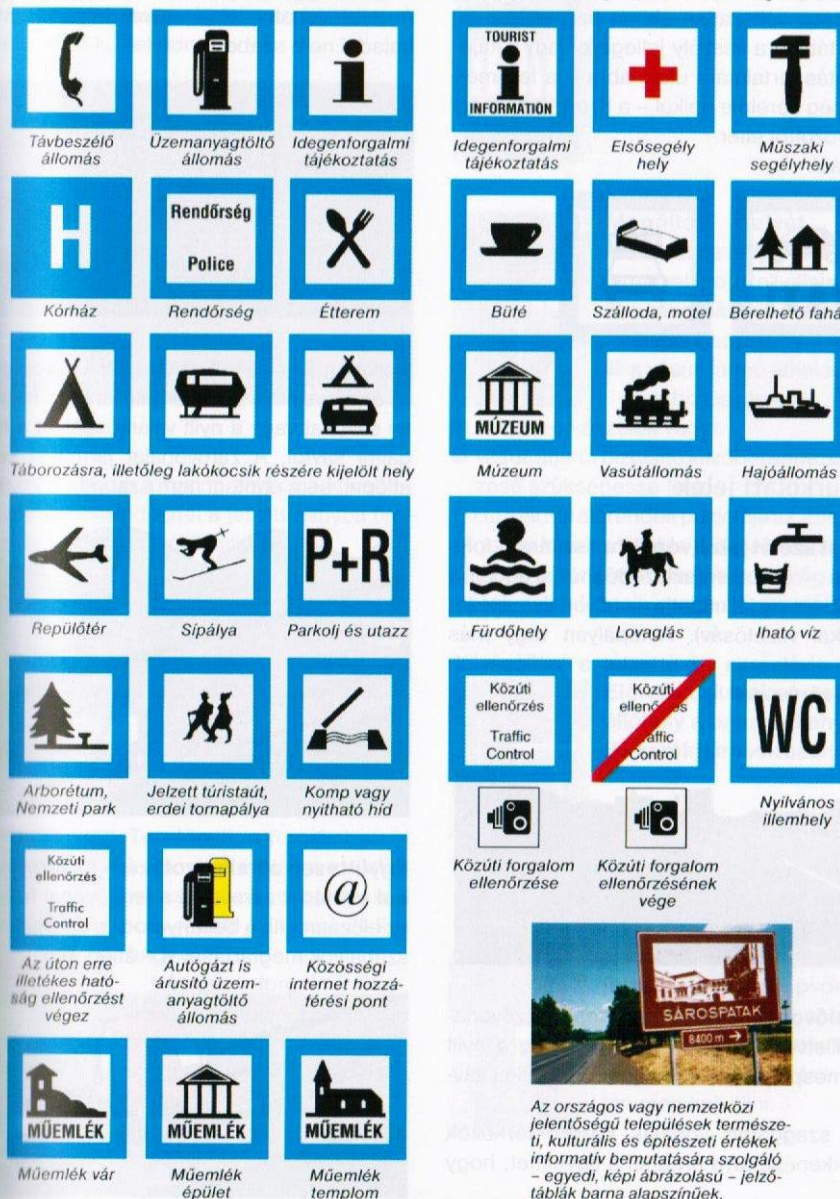 TOURIST
INFORMATION
Távbeszélő
állomás
Üzemanyagtöltő
állomás
Idegenforgalmi
tájékoztatás
Idegenforgalmi
tájékoztatás
Elsősegély
hely
Műszaki
segélyhely
H
Rendőrség
Police
Kórház
Rendőrség
Étterem
Büfé
Szálloda, motel
Bérelhető
MÚZEUM
Táborozásra, illetőleg lakókocsik részére kijelölt hely
Múzeum
Vasútállomás
Hajóállomás
P+R
Repülőtér
Sípálya
Parkolj és utazz
Fürdőhely
Lovaglás
Iható víz
Közúti
ellenőrzés
Traffic
Control
Közúti
Control
WC
Arborétum,
Nemzeti park
Jelzett túristaút,
erdei tornapálya
Komp vagy
nyitható híd
Nyilvános
illemhely
Közúti forgalom
ellenőrzése
Közúti forgalom
ellenőrzésének
vége
Közúti
ellenőrzés
Traffic
Control
@
Az úton erre
illetékes ható-
ság ellenőrzést
végez
Autógázt is
árusító üzem-
anyagtöltő
állomás
Közösségi
internet hozzá-
férési pont
SÁROSPATAK
8400 m →
MŰEMLÉK
MŰEMLÉK
MŰEMLÉK
Műemlék vár
Műemlék
épület
Műemlék
templom
Az országos vagy nemzetközi
jelentőségű települések természe-
ti, kulturális és építészeti értékek
informatív bemutatására szolgáló
– egyedi, képi ábrázolású – jelző-
táblák barna alapszínűek.